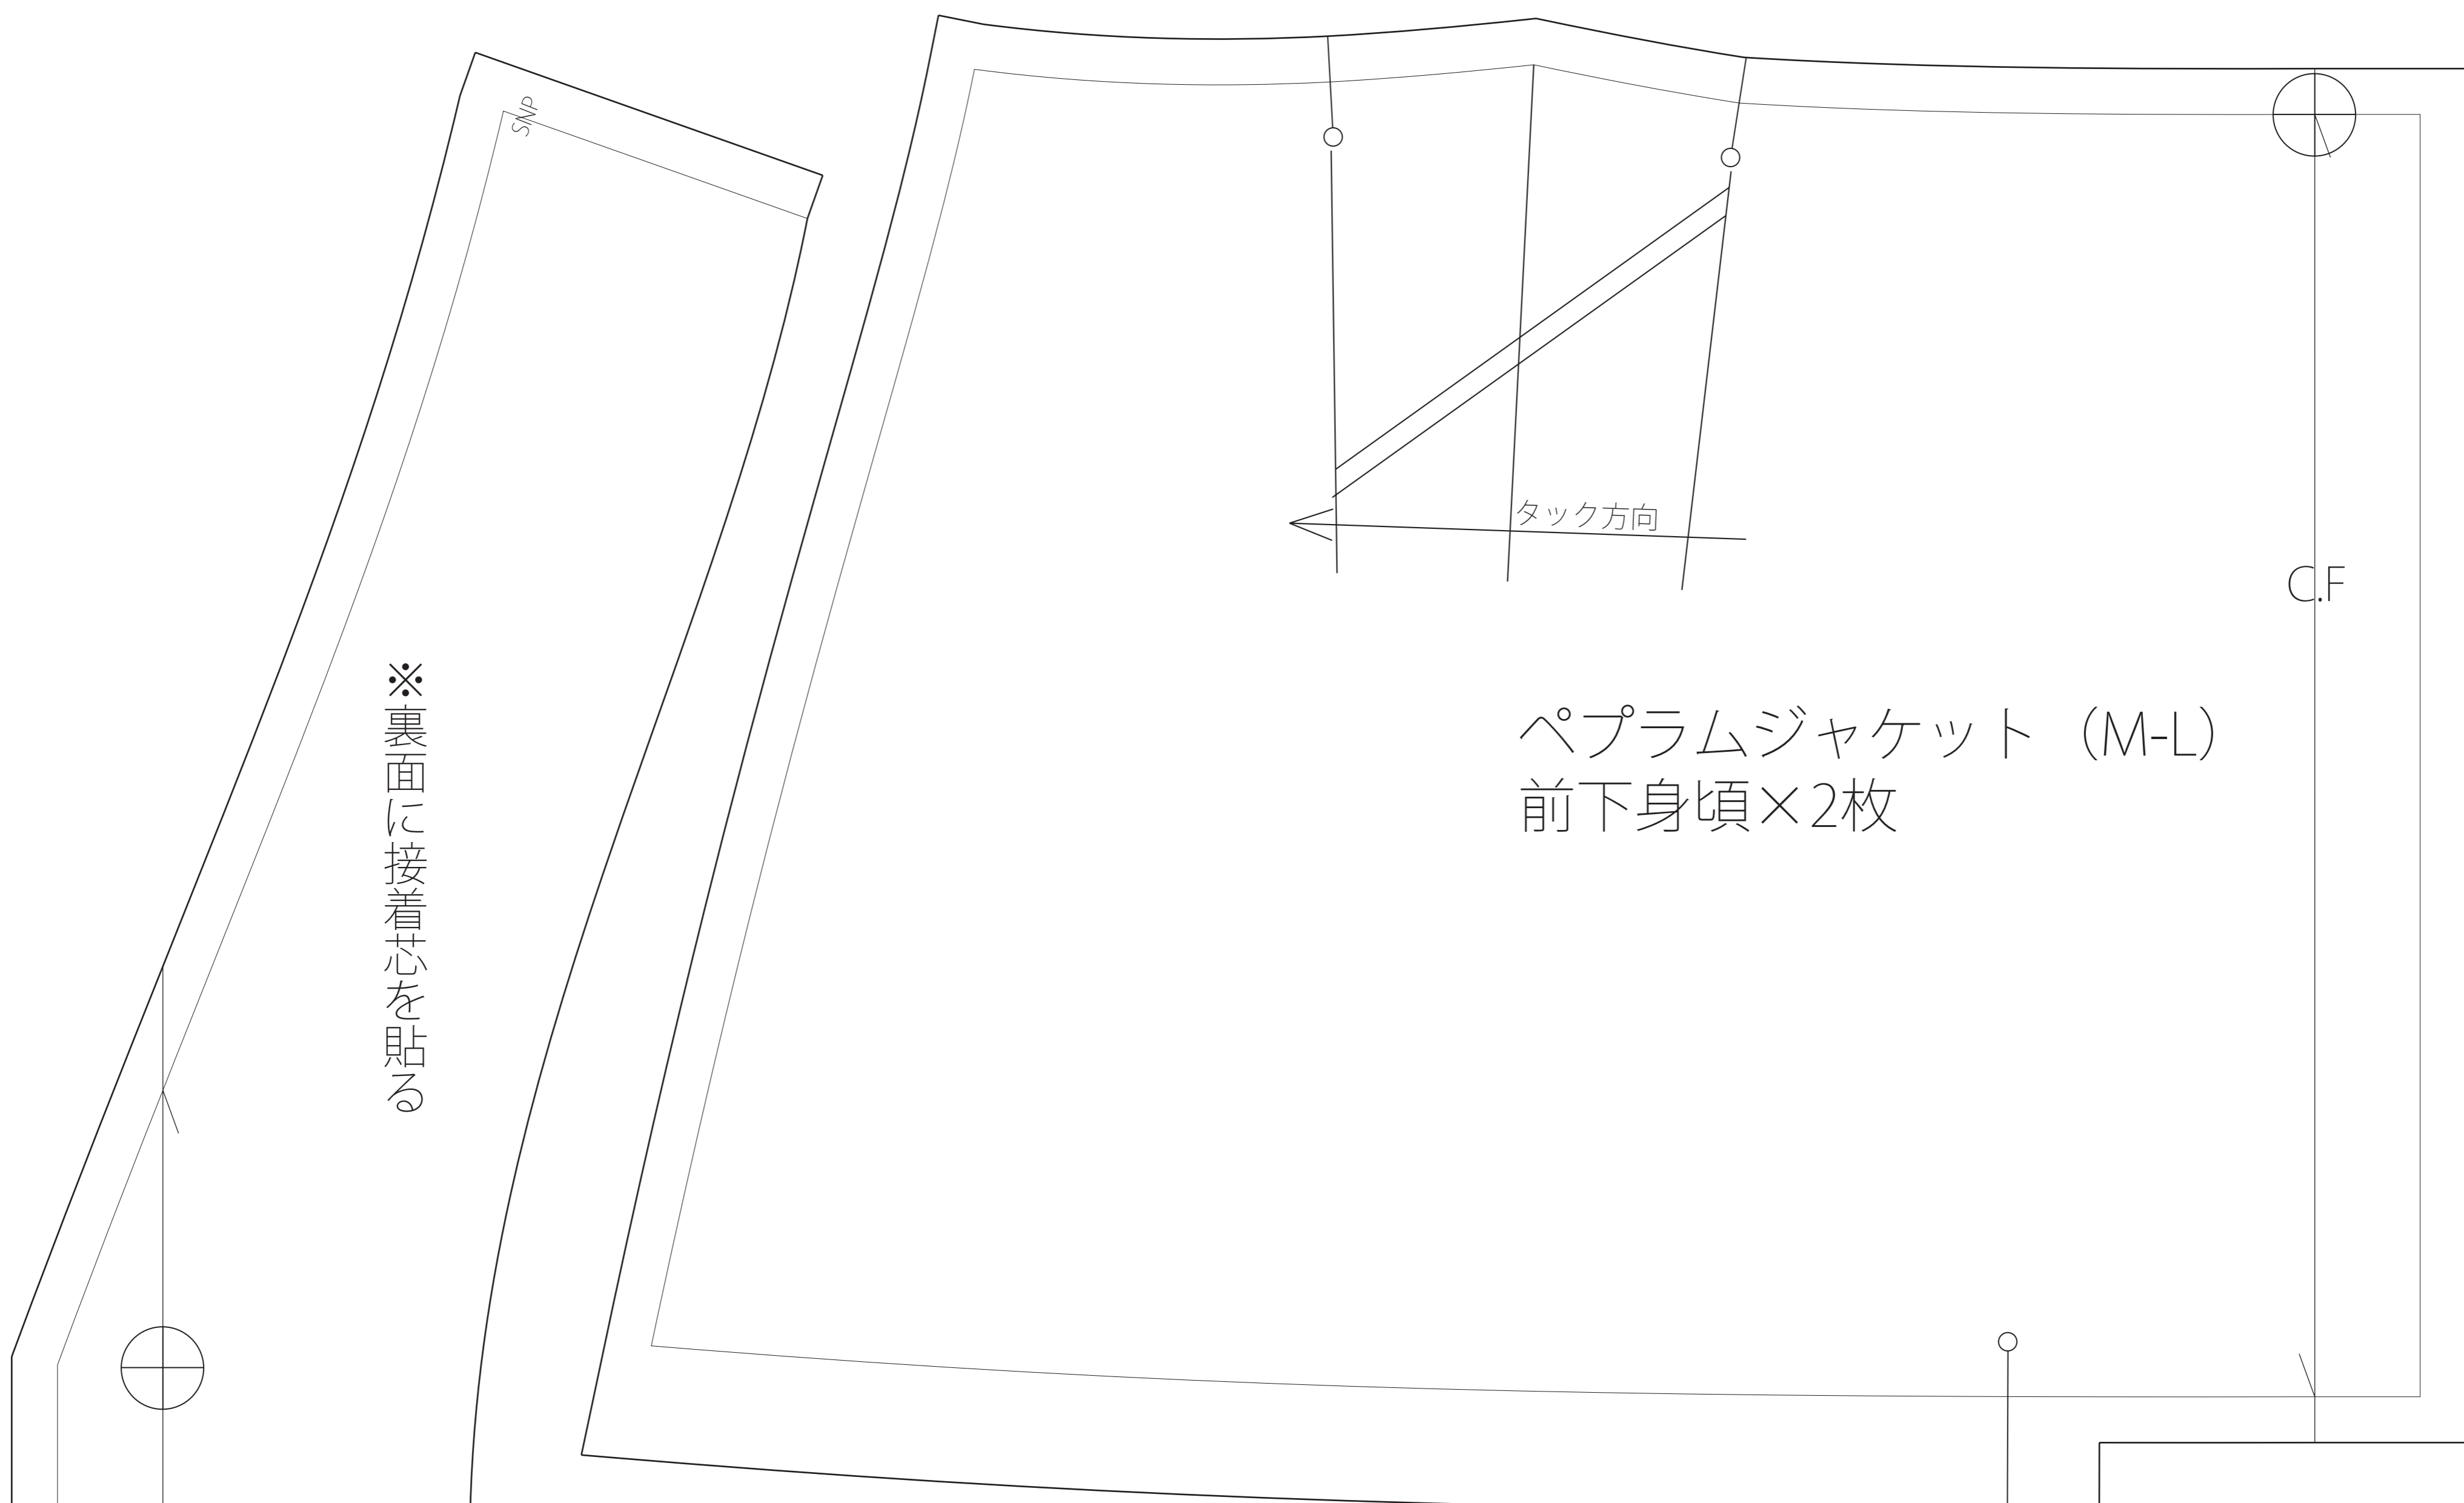 SNP
※裏面に接着芯を貼る
タック方向
C.F
ペプラムジャケット (M-L)
前下身頃×2枚